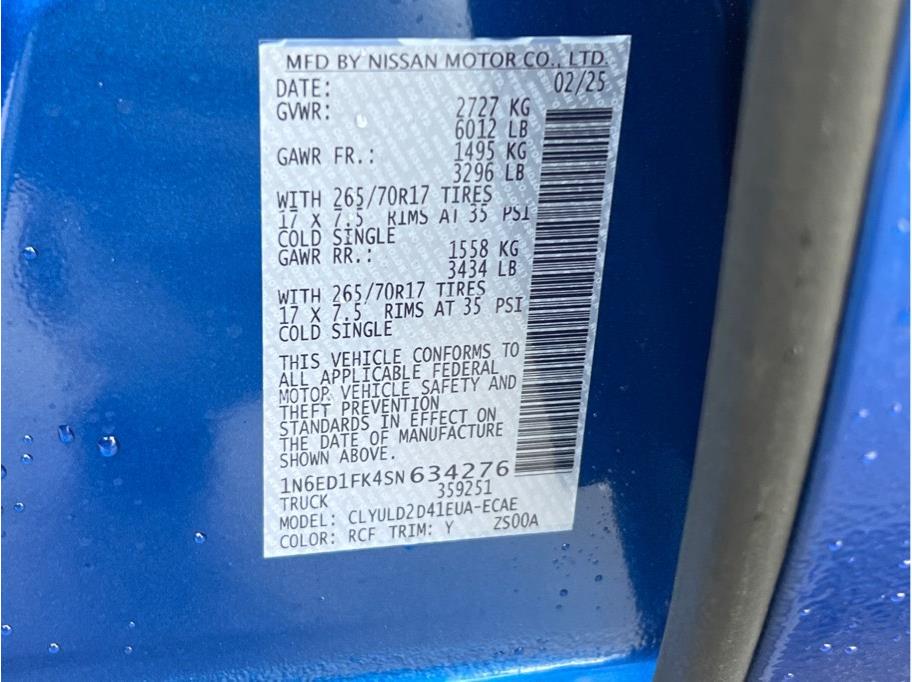 MFD BY NISSAN MOTOR CO., LTD.
DATE: 02/25
GVWR: 2727 KG
6012 LB
GAWR FR.: 1495 KG
3296 LB
WITH 265/70R17 TIRES
17 X 7.5 RIMS AT 35 PSI
COLD SINGLE
GAWR RR.: 1558 KG
3434 LB
WITH 265/70R17 TIRES
17 X 7.5 RIMS AT 35 PSI
COLD SINGLE
THIS VEHICLE CONFORMS TO
ALL APPLICABLE FEDERAL
MOTOR VEHICLE SAFETY AND
THEFT PREVENTION
STANDARDS IN EFFECT ON
THE DATE OF MANUFACTURE
SHOWN ABOVE.
1N6ED1FK4SN634276
TRUCK 359251
MODEL: CLYULD2D41EUA-ECAE
COLOR: RCF TRIM: Y ZS00A